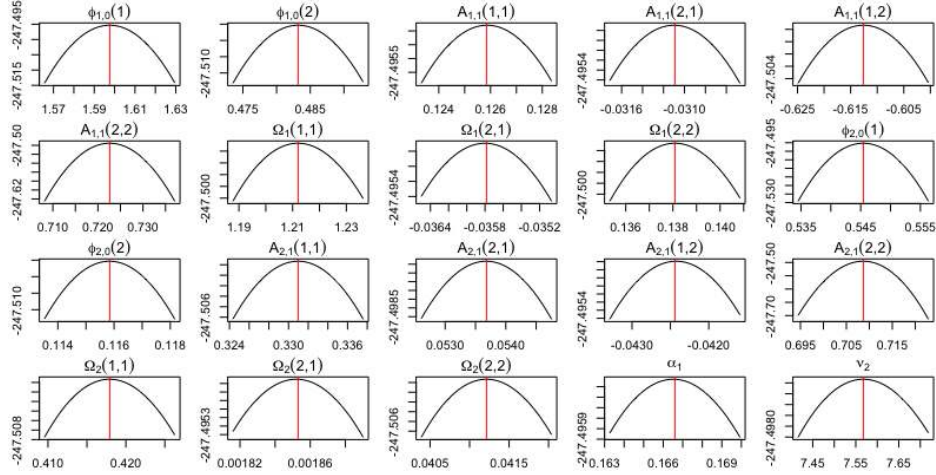 ϕ1,0(1) ϕ1,0(2) A1,1(1,1) A1,1(2,1) A1,1(1,2)
-247.515 -247.495 -247.510 -247.4955 -247.4954 -247.504
1.57 1.59 1.61 1.63 0.475 0.485 0.124 0.126 0.128 -0.0316 -0.0310 -0.625 -0.615 -0.605
A1,1(2,2) Ω1(1,1) Ω1(2,1) Ω1(2,2) ϕ2,0(1)
-247.62 -247.50 -247.500 -247.4954 -247.500 -247.530 -247.495
0.710 0.720 0.730 1.19 1.21 1.23 -0.0364 -0.0358 -0.0352 0.136 0.138 0.140 0.535 0.545 0.555
ϕ2,0(2) A2,1(1,1) A2,1(2,1) A2,1(1,2) A2,1(2,2)
-247.510 -247.506 -247.4985 -247.4954 -247.70 -247.50
0.114 0.116 0.118 0.324 0.330 0.336 0.0530 0.0540 -0.0430 -0.0420 0.695 0.705 0.715
Ω2(1,1) Ω2(2,1) Ω2(2,2) α1 ν2
-247.508 -247.4953 -247.506 -247.4959 -247.4980
0.410 0.420 0.00182 0.00186 0.0405 0.0415 0.163 0.166 0.169 7.45 7.55 7.65